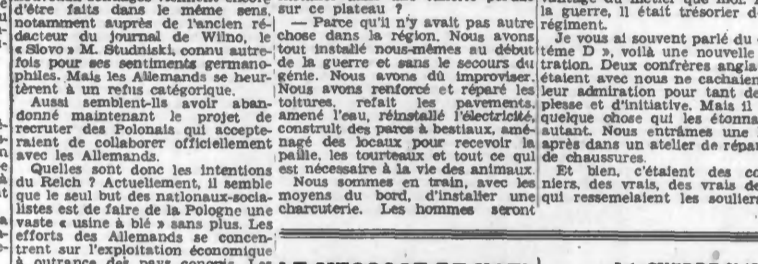 d'être faits dans le même sens,
notamment auprès de l'ancien ré-
dacteur du journal de Wilno, le
« Slovo » M. Studniski, connu autre-
fois pour ses sentiments germano-
philes. Mais les Allemands se heur-
tèrent à un refus catégorique.
Aussi semblent-ils avoir aban-
donné maintenant le projet de
recruter des Polonais qui accepte-
raient de collaborer officiellement
avec les Allemands.
Quelles sont donc les intentions
du Reich ? Actuellement, il semble
que le seul but des nationaux-socia-
listes est de faire de la Pologne une
vaste « usine à blé » sans plus. Les
efforts des Allemands se concen-
trent sur l'exploitation économique
à outrance des pays conquis. Les
sur ce plateau ?
— Parce qu'il n'y avait pas autre
chose dans la région. Nous avons
tout installé nous-mêmes au début
de la guerre et sans le secours du
génie. Nous avons dû improviser.
Nous avons renforcé et réparé les
toitures, refait les pavements,
amené l'eau, réinstallé l'électricité,
construit des parcs à bestiaux, amé-
nagé des locaux pour recevoir la
paille, les tourteaux et tout ce qui
est nécessaire à la vie des animaux.
Nous sommes en train, avec les
moyens du bord, d'installer une
charcuterie. Les hommes seront
la guerre, il était trésorier d
régiment.
Je vous ai souvent parlé du
tème D », voilà une nouvelle
tration. Deux confrères angla
étaient avec nous ne cachaien
leur admiration pour tant de
plesse et d'initiative. Mais il
quelque chose qui les étonna
autant. Nous entrâmes une
après dans un atelier de répar
de chaussures.
Et bien, c'étaient des co
niers, des vrais, des vrais de
qui ressemelaient les soulier